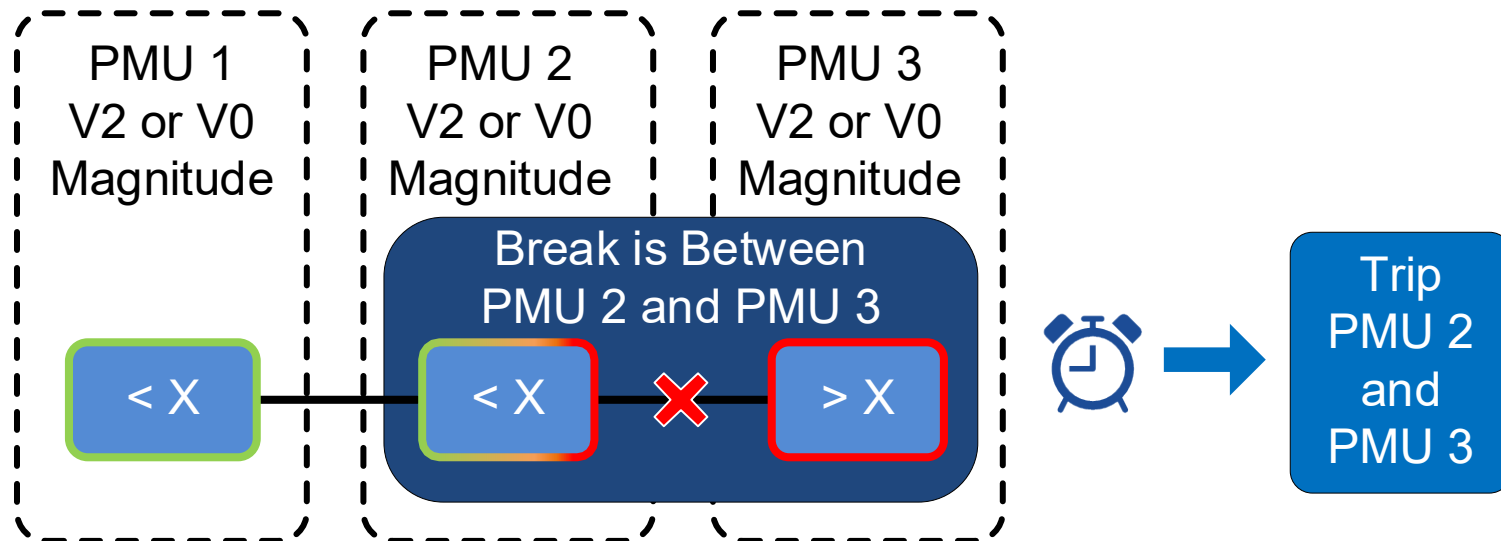 PMU 1
V2 or V0
Magnitude
PMU 2
V2 or V0
Magnitude
PMU 3
V2 or V0
Magnitude
Break is Between
PMU 2 and PMU 3
< X
< X
> X
Trip
PMU 2
and
PMU 3